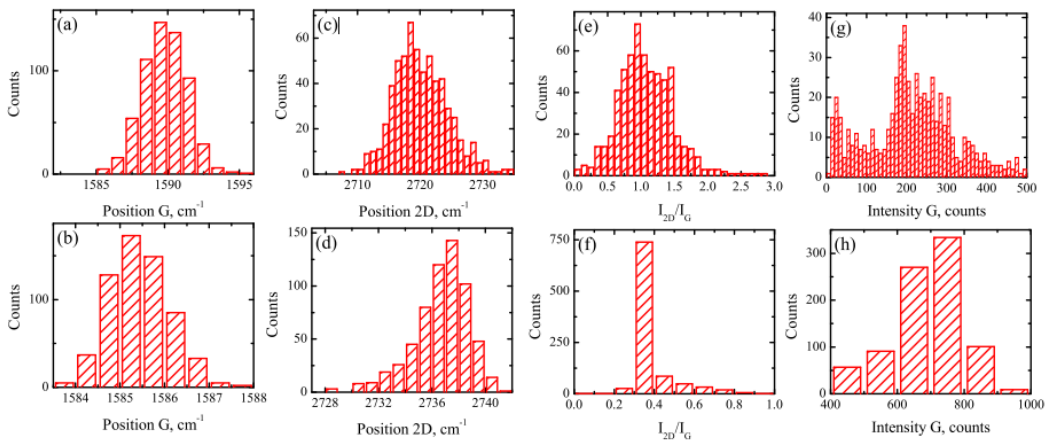 (a)
100
0
1585 1590 1595
Counts
Position G, cm-1
(c)
60
40
20
0
2710 2720 2730
Counts
Position 2D, cm-1
(e)
60
40
20
0
0.0 0.5 1.0 1.5 2.0 2.5 3.0
Counts
I2D/IG
(g)
40
30
20
10
0
0 100 200 300 400 500
Counts
Intensity G, counts
(b)
100
0
1584 1585 1586 1587 1588
Counts
Position G, cm-1
(d)
150
100
50
0
2728 2732 2736 2740
Counts
Position 2D, cm-1
(f)
750
500
250
0
0.0 0.2 0.4 0.6 0.8 1.0
Counts
I2D/IG
(h)
300
200
100
0
400 600 800 1000
Counts
Intensity G, counts